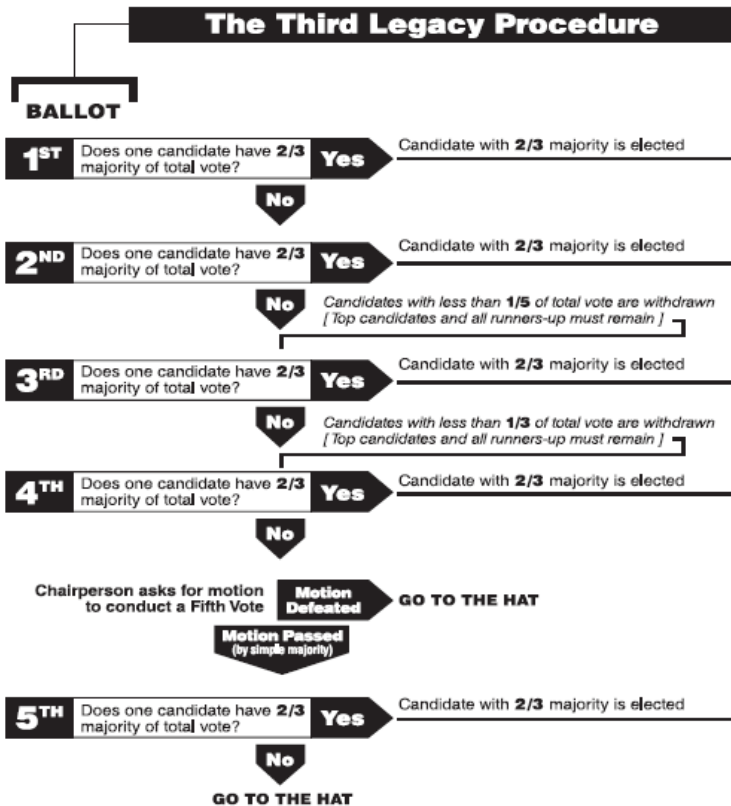 The Third Legacy Procedure
BALLOT
1ST
Does one candidate have 2/3
majority of total vote?
Yes
Candidate with 2/3 majority is elected
No
2ND
Does one candidate have 2/3
majority of total vote?
Yes
Candidate with 2/3 majority is elected
No
Candidates with less than 1/5 of total vote are withdrawn
[ Top candidates and all runners-up must remain ]
3RD
Does one candidate have 2/3
majority of total vote?
Yes
Candidate with 2/3 majority is elected
No
Candidates with less than 1/3 of total vote are withdrawn
[ Top candidates and all runners-up must remain ]
4TH
Does one candidate have 2/3
majority of total vote?
Yes
Candidate with 2/3 majority is elected
No
Chairperson asks for motion
to conduct a Fifth Vote
Motion
Defeated
GO TO THE HAT
Motion Passed
(by simple majority)
5TH
Does one candidate have 2/3
majority of total vote?
Yes
Candidate with 2/3 majority is elected
No
GO TO THE HAT